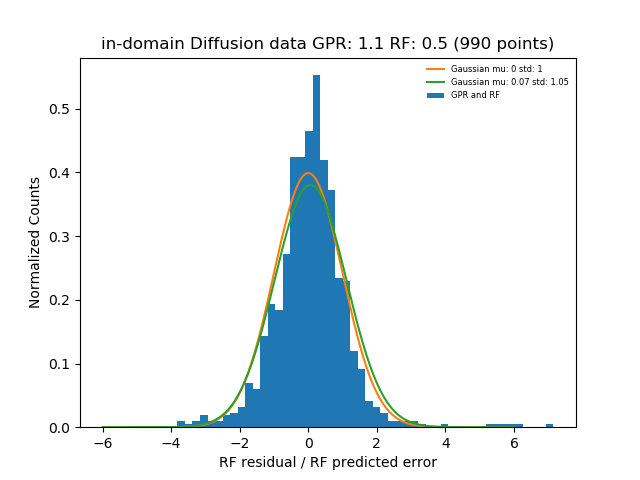 in-domain Diffusion data GPR: 1.1 RF: 0.5 (990 points)
Gaussian mu: 0 std: 1
Gaussian mu: 0.07 std: 1.05
GPR and RF
Normalized Counts
0.5
0.4
0.3
0.2
0.1
0.0
−6 −4 −2 0 2 4 6
RF residual / RF predicted error